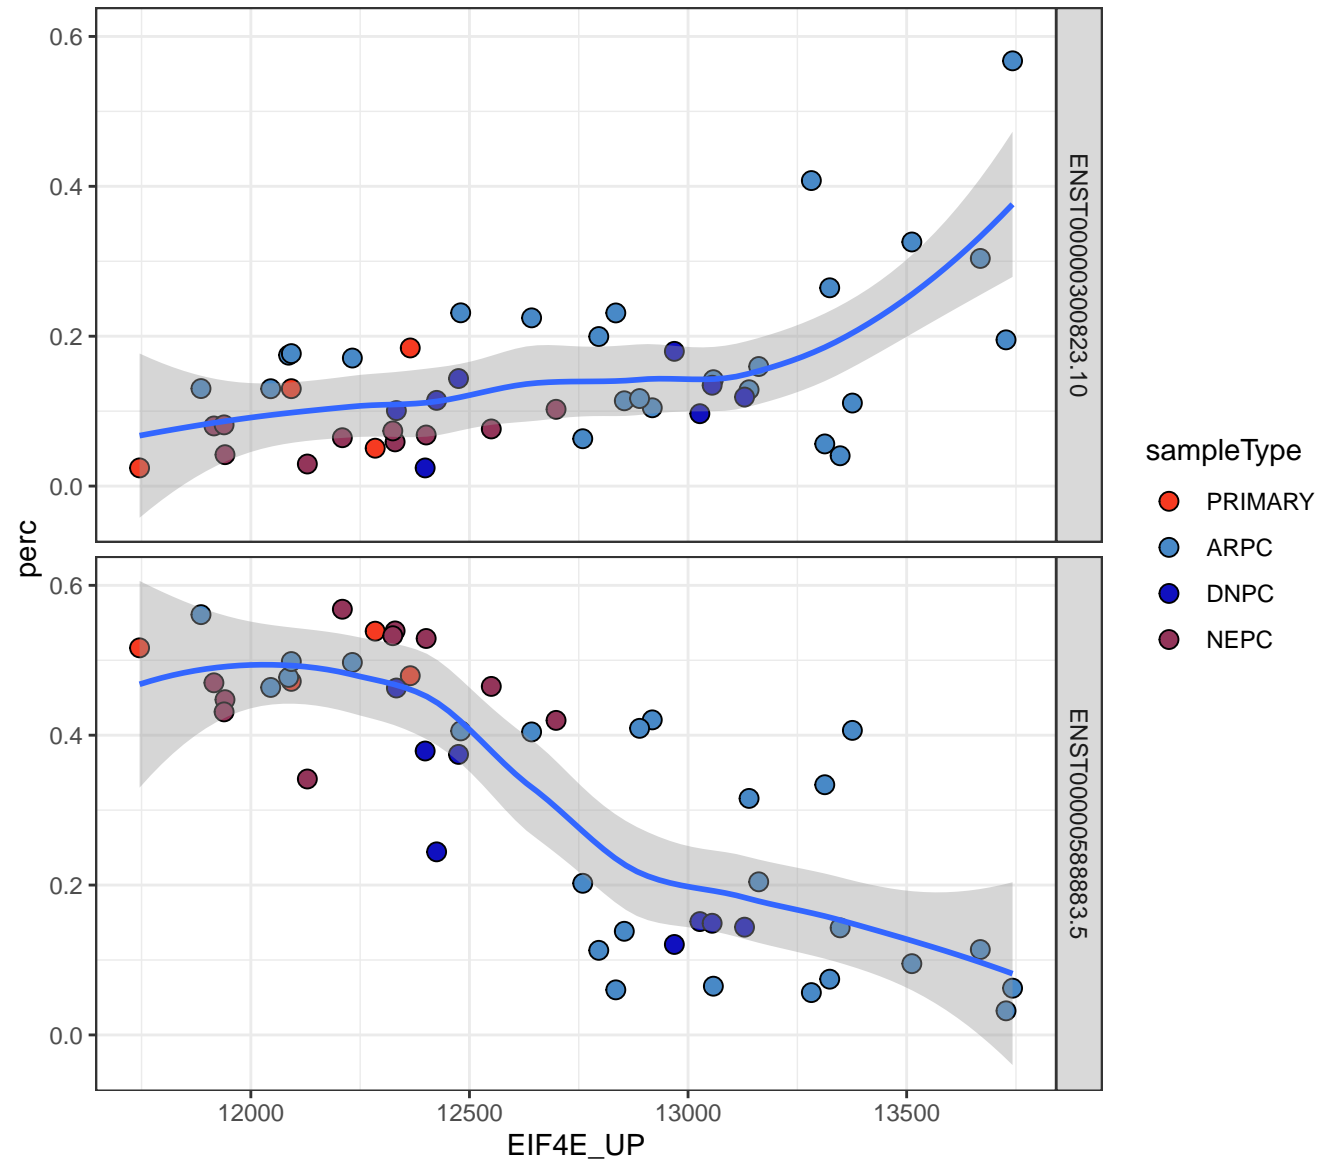 0.6
0.4
0.2
0.0
ENST00000300823.10
perc
0.6
0.4
0.2
0.0
ENST00000588883.5
12000 12500 13000 13500
EIF4E_UP
sampleType
PRIMARY
ARPC
DNPC
NEPC